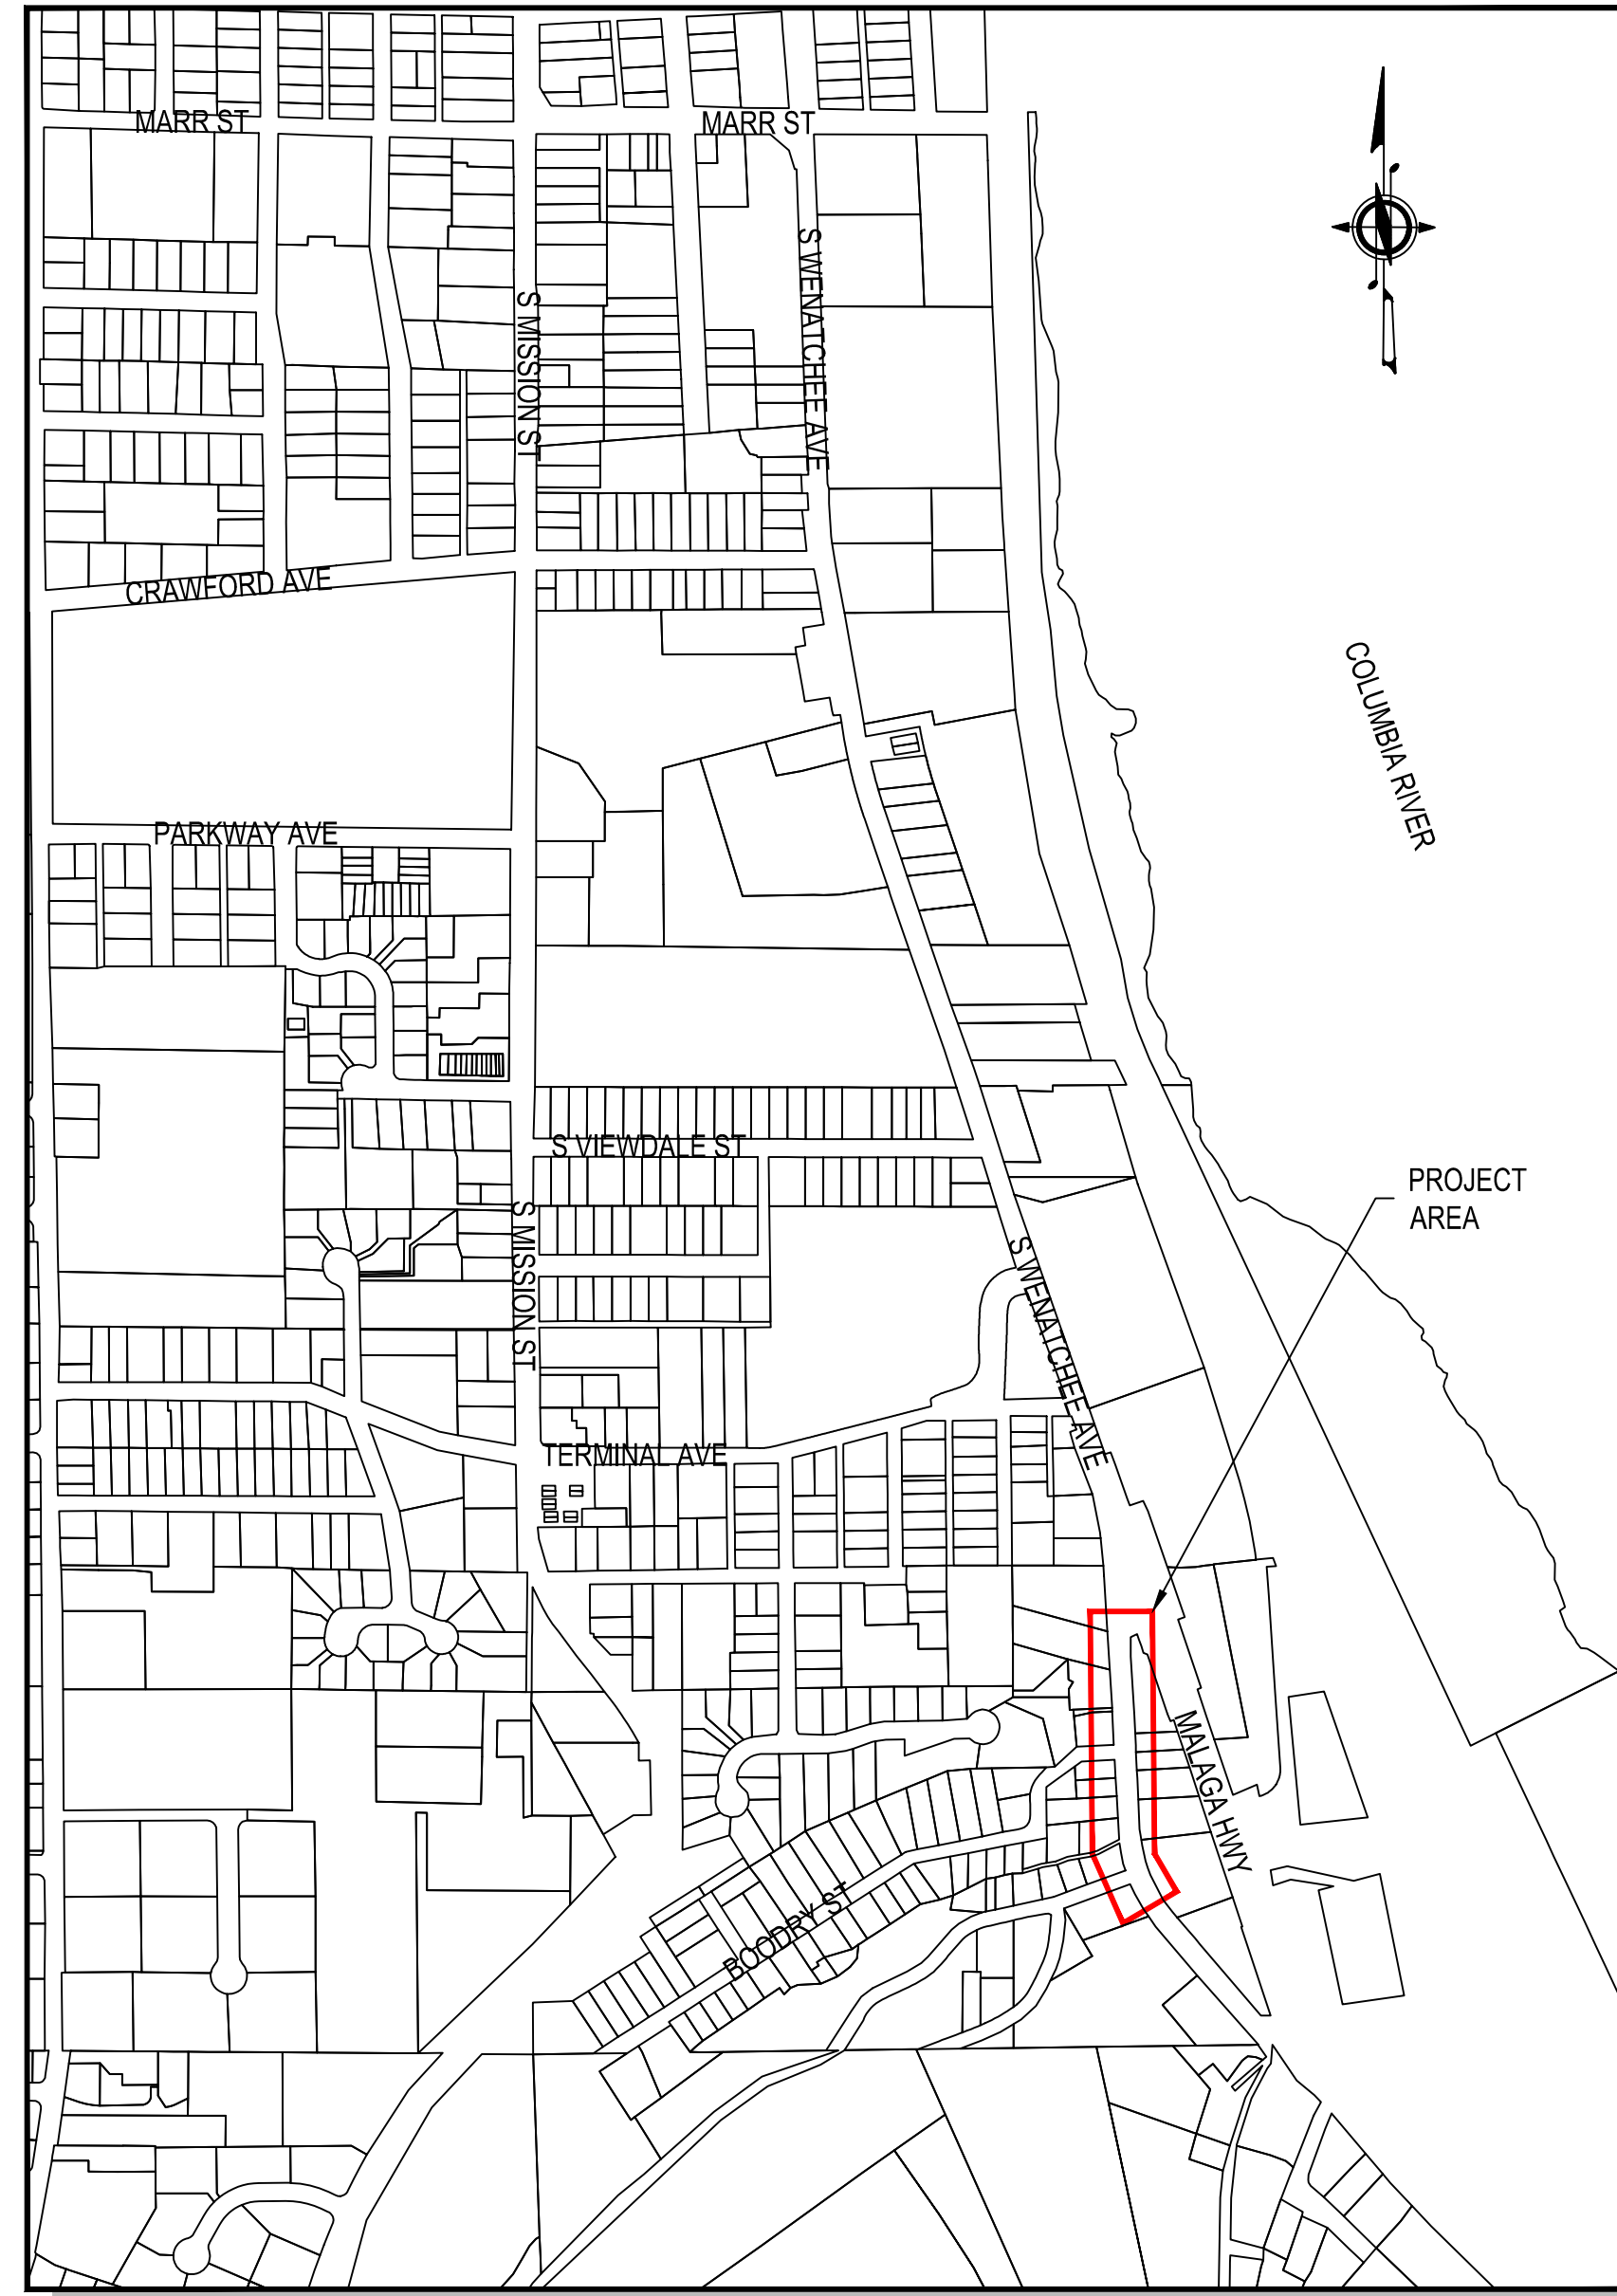 MARR ST
MARR ST
S WENATCHEE AVE
S MISSION ST
CRAWFORD AVE
COLUMBIA RIVER
PARKWAY AVE
S VIEWDALE ST
PROJECT
AREA
S MISSION ST
S WENATCHEE AVE
TERMINAL AVE
MALAGA HWY
BOODRY ST